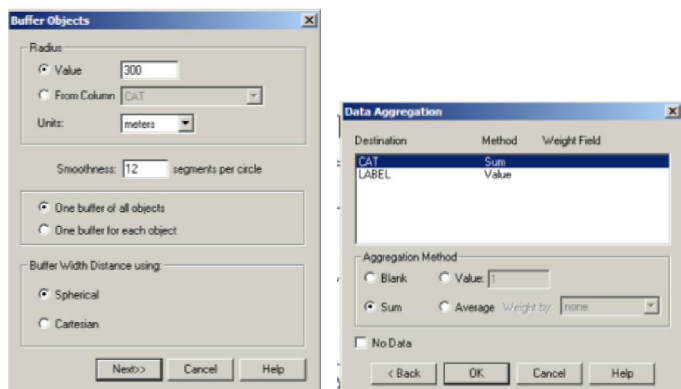 Buffer Objects
Radius
Value 300
From Column CAT
Units: meters
Smoothness: 12 segments per circle
One buffer of all objects
One buffer for each object
Buffer Width Distance using:
Spherical
Cartesian
Next>> Cancel Help
Data Aggregation
Destination Method Weight Field
CAT Sum
LABEL Value
Aggregation Method
Blank Value: 1
Sum Average Weight by: none
No Data
< Back OK Cancel Help